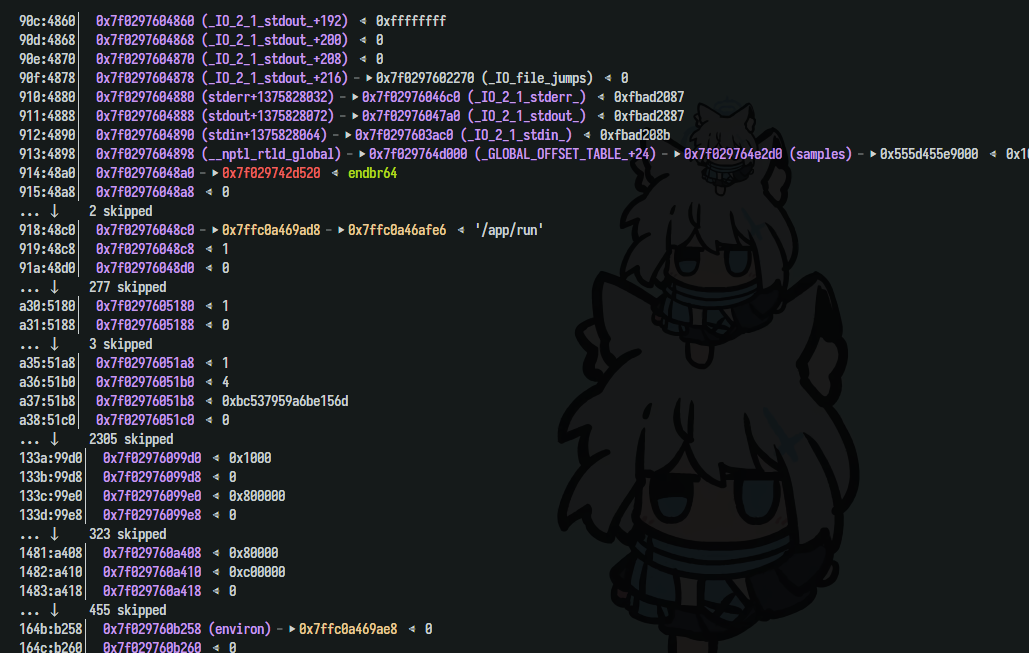 90c:4860│ 0x7f0297604860 (_IO_2_1_stdout_+192) ◂ 0xffffffff
90d:4868│ 0x7f0297604868 (_IO_2_1_stdout_+200) ◂ 0
90e:4870│ 0x7f0297604870 (_IO_2_1_stdout_+208) ◂ 0
90f:4878│ 0x7f0297604878 (_IO_2_1_stdout_+216) —▸ 0x7f0297602270 (_IO_file_jumps) ◂ 0
910:4880│ 0x7f0297604880 (stderr+1375828032) —▸ 0x7f02976046c0 (_IO_2_1_stderr_) ◂ 0xfbad2087
911:4888│ 0x7f0297604888 (stdout+1375828072) —▸ 0x7f02976047a0 (_IO_2_1_stdout_) ◂ 0xfbad2887
912:4890│ 0x7f0297604890 (stdin+1375828064) —▸ 0x7f0297603ac0 (_IO_2_1_stdin_) ◂ 0xfbad208b
913:4898│ 0x7f0297604898 (__nptl_rtld_global) —▸ 0x7f029764d000 (_GLOBAL_OFFSET_TABLE_+24) —▸ 0x7f029764e2d0 (samples) —▸ 0x555d455e9000 ◂ 0x10
914:48a0│ 0x7f02976048a0 —▸ 0x7f029742d520 ◂ endbr64
915:48a8│ 0x7f02976048a8 ◂ 0
... ↓ 2 skipped
918:48c0│ 0x7f02976048c0 —▸ 0x7ffc0a469ad8 —▸ 0x7ffc0a46afe6 ◂ '/app/run'
919:48c8│ 0x7f02976048c8 ◂ 1
91a:48d0│ 0x7f02976048d0 ◂ 0
... ↓ 277 skipped
a30:5180│ 0x7f0297605180 ◂ 1
a31:5188│ 0x7f0297605188 ◂ 0
... ↓ 3 skipped
a35:51a8│ 0x7f02976051a8 ◂ 1
a36:51b0│ 0x7f02976051b0 ◂ 4
a37:51b8│ 0x7f02976051b8 ◂ 0xbc537959a6be156d
a38:51c0│ 0x7f02976051c0 ◂ 0
... ↓ 2305 skipped
133a:99d0│ 0x7f02976099d0 ◂ 0x1000
133b:99d8│ 0x7f02976099d8 ◂ 0
133c:99e0│ 0x7f02976099e0 ◂ 0x800000
133d:99e8│ 0x7f02976099e8 ◂ 0
... ↓ 323 skipped
1481:a408│ 0x7f029760a408 ◂ 0x80000
1482:a410│ 0x7f029760a410 ◂ 0xc00000
1483:a418│ 0x7f029760a418 ◂ 0
... ↓ 455 skipped
164b:b258│ 0x7f029760b258 (environ) —▸ 0x7ffc0a469ae8 ◂ 0
164c:b260│ 0x7f029760b260 ◂ 0